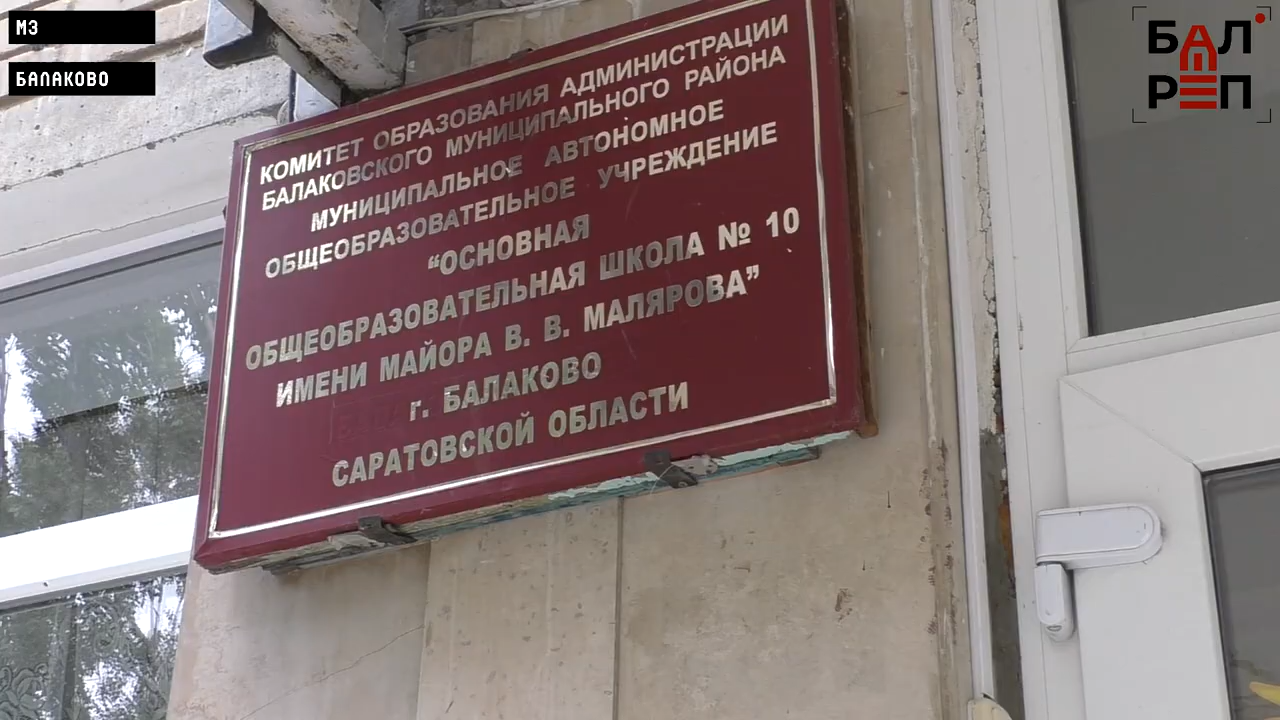 МЗ
БАЛАКОВО
БАЛ
РЕП
КОМИТЕТ ОБРАЗОВАНИЯ АДМИНИСТРАЦИИ
БАЛАКОВСКОГО МУНИЦИПАЛЬНОГО РАЙОНА
МУНИЦИПАЛЬНОЕ АВТОНОМНОЕ
ОБЩЕОБРАЗОВАТЕЛЬНОЕ УЧРЕЖДЕНИЕ
“ОСНОВНАЯ
ОБЩЕОБРАЗОВАТЕЛЬНАЯ ШКОЛА № 10
ИМЕНИ МАЙОРА В. В. МАЛЯРОВА”
г. БАЛАКОВО
САРАТОВСКОЙ ОБЛАСТИ